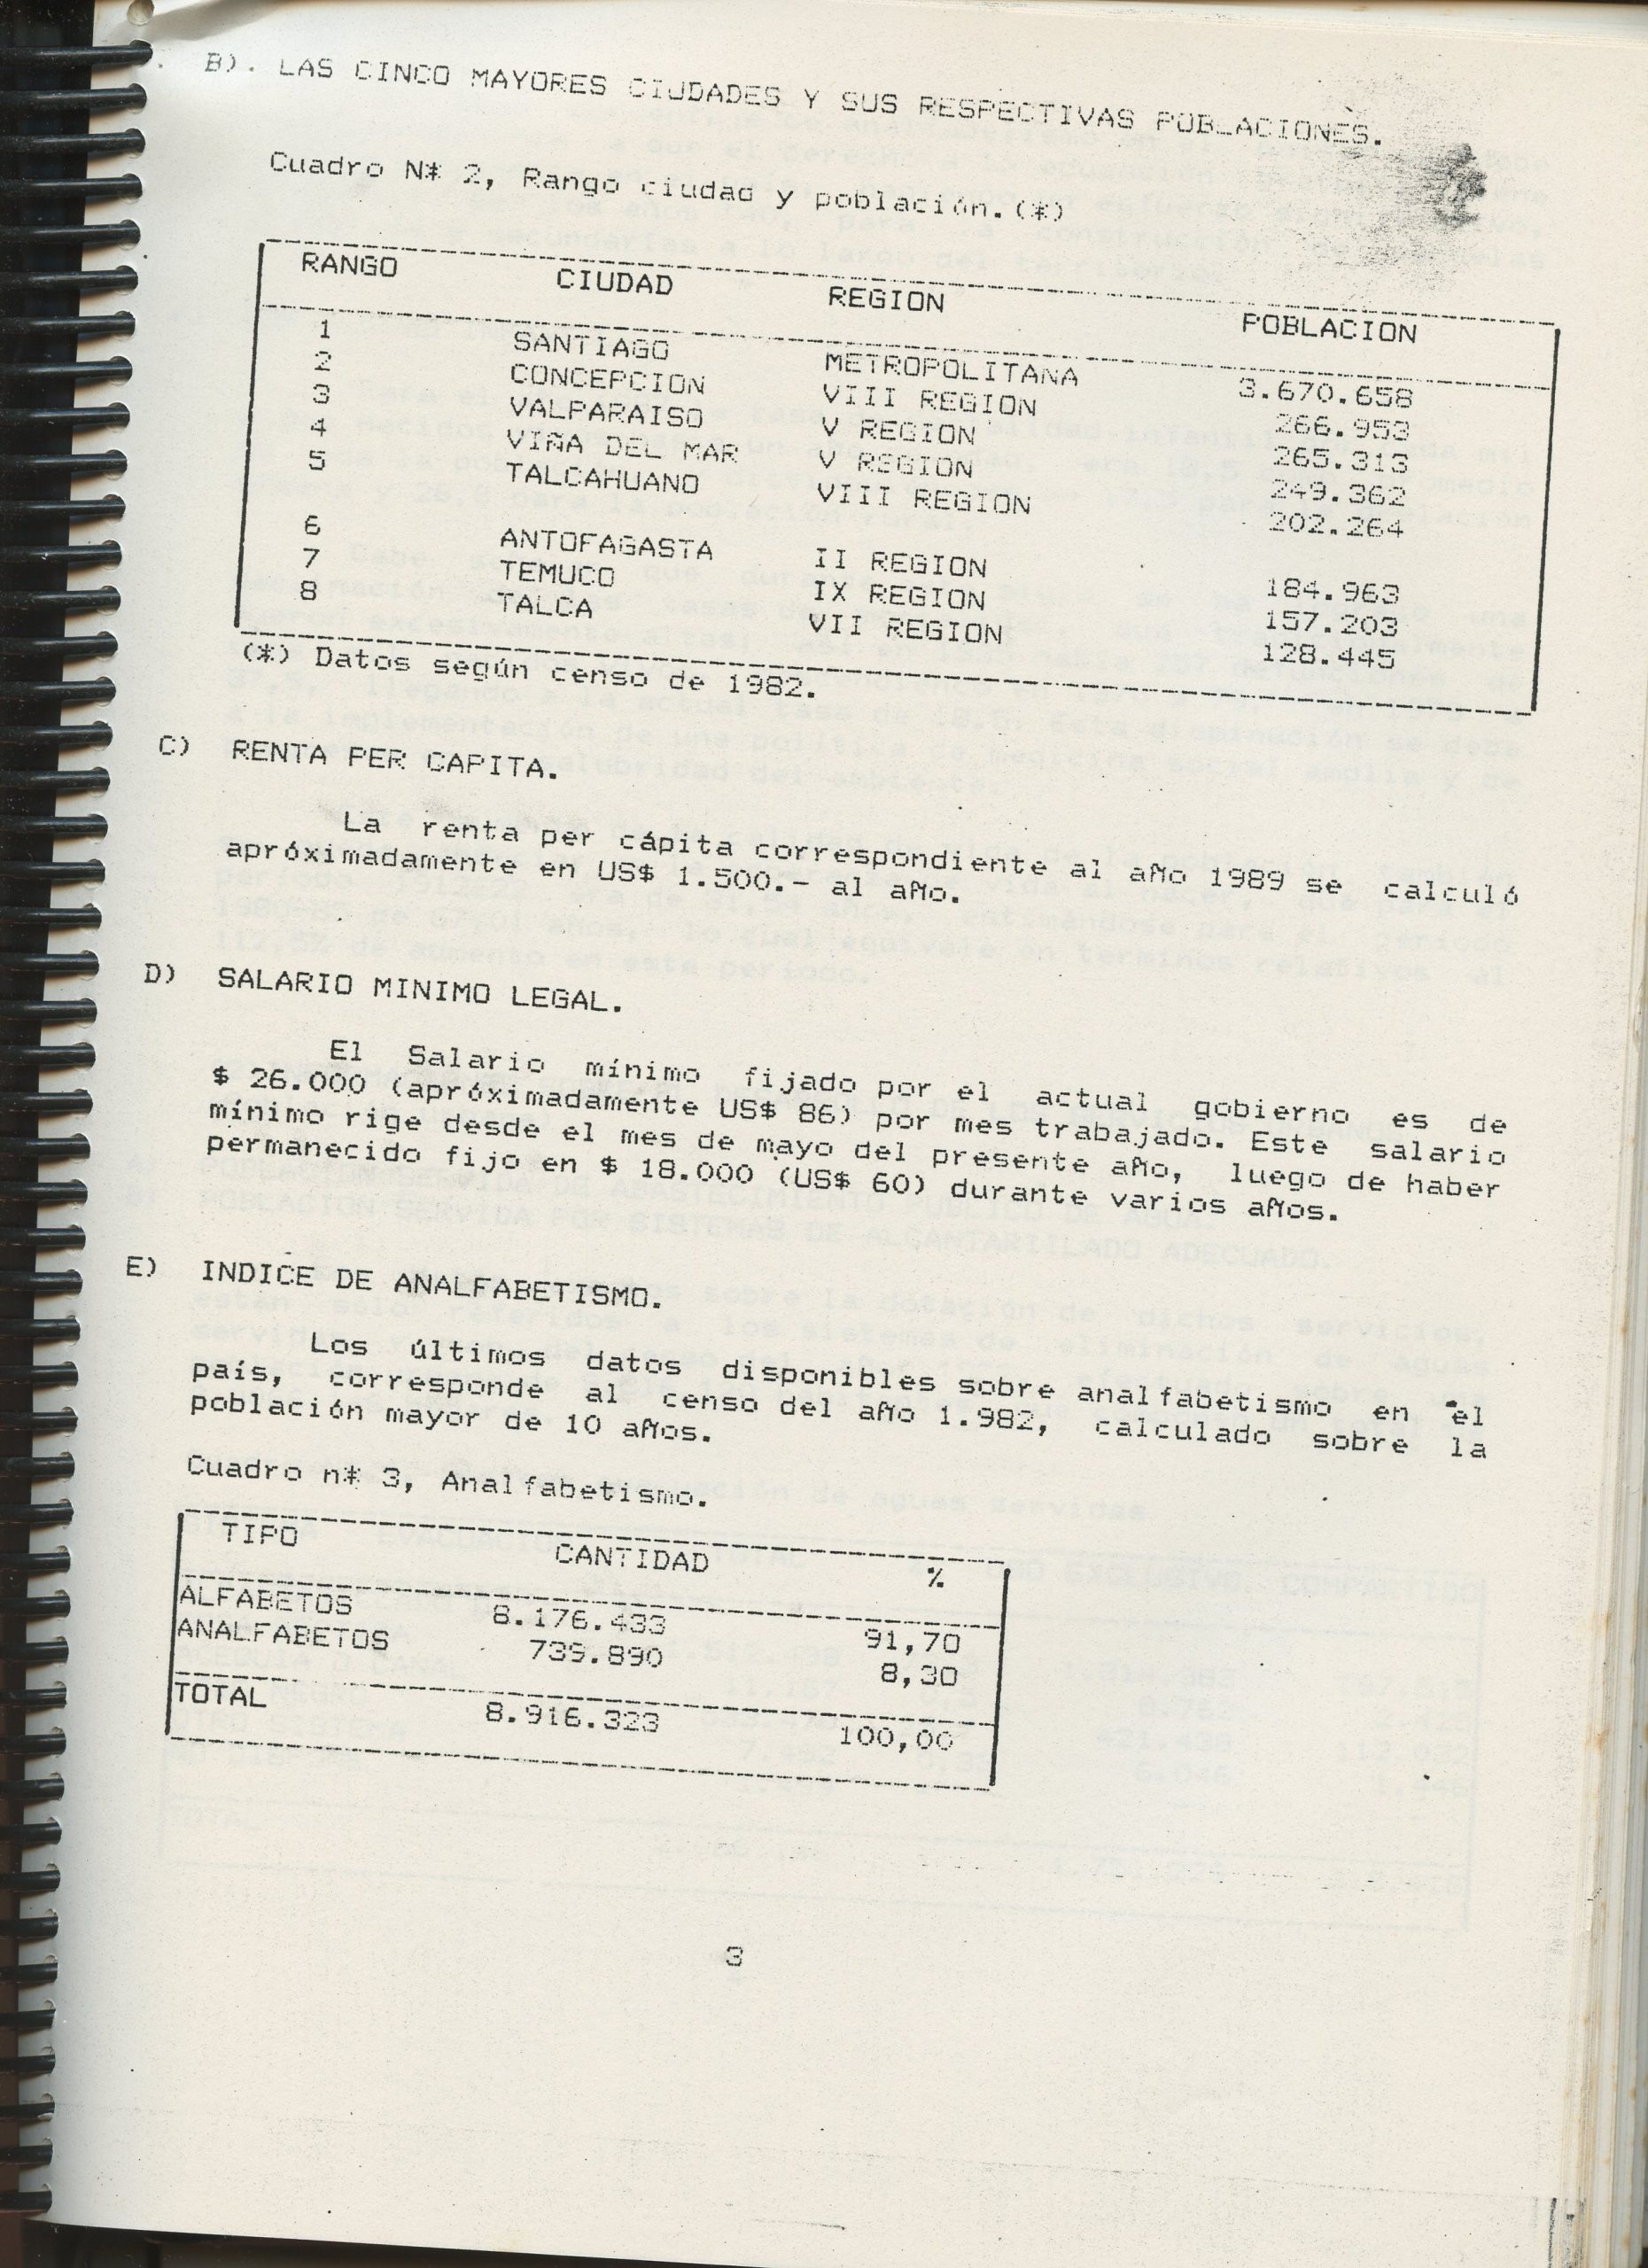 B). LAS CINCO MAYORES CIUDADES Y SUS RESPECTIVAS POBLACIONES.
Cuadro N* 2, Rango ciudad y población.(*)
RANGO CIUDAD REGION POBLACION
1 SANTIAGO METROPOLITANA 3.670.658
2 CONCEPCION VIII REGION 266.953
3 VALPARAISO V REGION 265.313
4 VIÑA DEL MAR V REGION 249.362
5 TALCAHUANO VIII REGION 202.264
6 ANTOFAGASTA II REGION 184.963
7 TEMUCO IX REGION 157.203
8 TALCA VII REGION 128.445
(*) Datos según censo de 1982.
C) RENTA PER CAPITA.
La renta per cápita correspondiente al año 1989 se calculó
apróximadamente en US$ 1.500.- al año.
D) SALARIO MINIMO LEGAL.
El Salario mínimo fijado por el actual gobierno es de
$ 26.000 (apróximadamente US$ 86) por mes trabajado. Este salario
mínimo rige desde el mes de mayo del presente año, luego de haber
permanecido fijo en $ 18.000 (US$ 60) durante varios años.
E) INDICE DE ANALFABETISMO.
Los últimos datos disponibles sobre analfabetismo en el
país, corresponde al censo del año 1.982, calculado sobre la
población mayor de 10 años.
Cuadro n* 3, Analfabetismo.
TIPO CANTIDAD %
ALFABETOS 8.176.433 91,70
ANALFABETOS 739.890 8,30
TOTAL 8.916.323 100,00
3